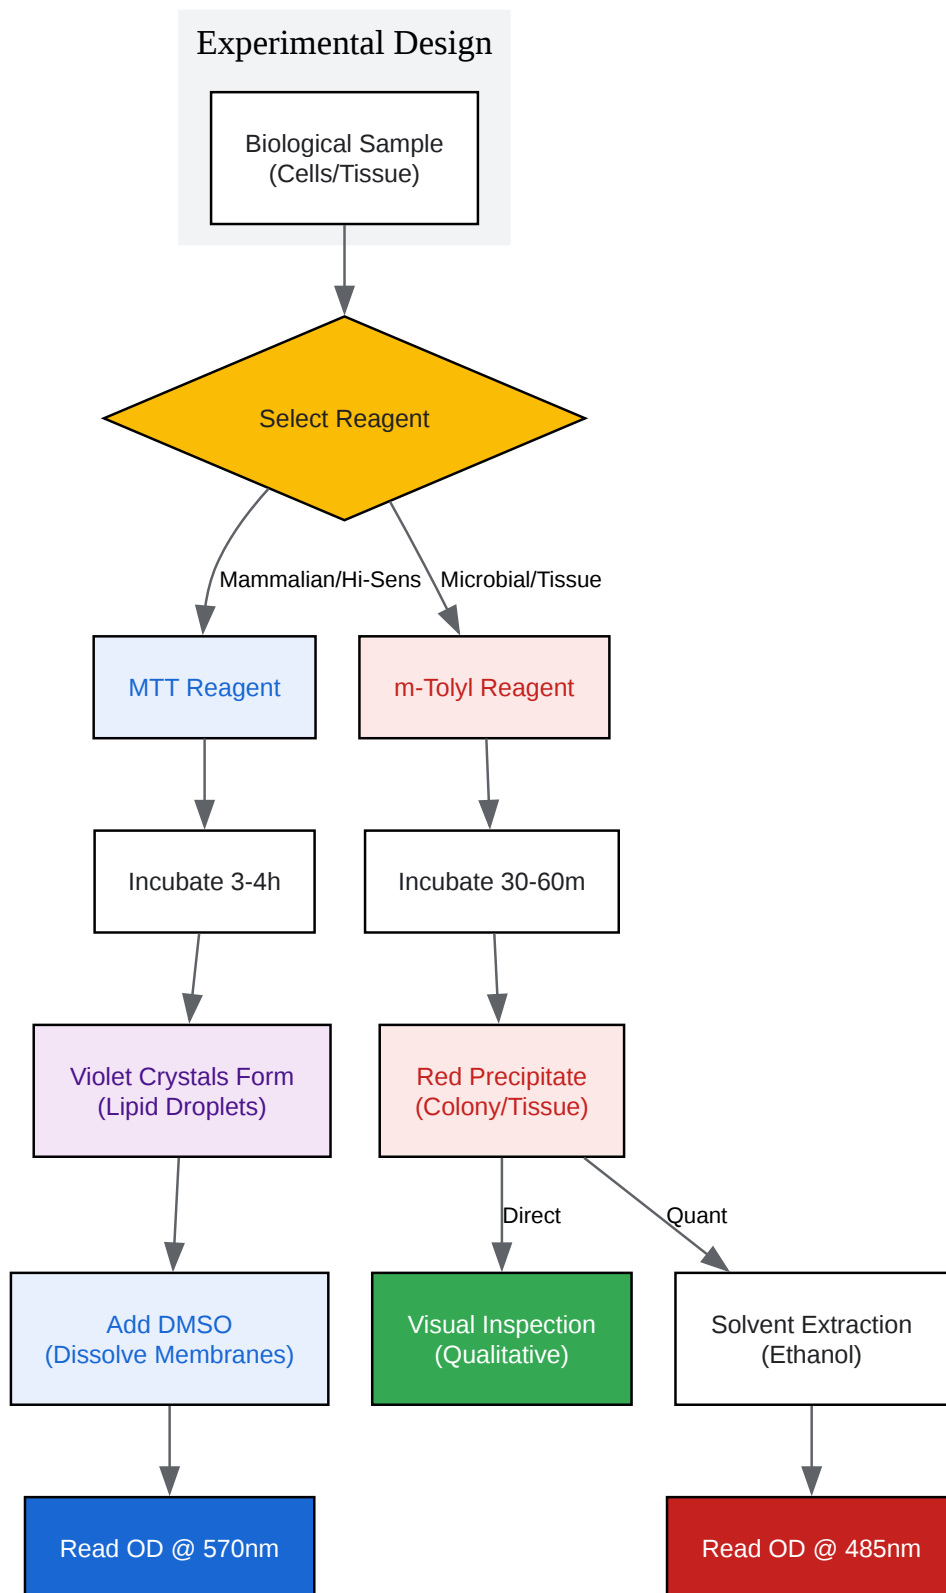 Experimental Design
Biological Sample
(Cells/Tissue)
Select Reagent
Mammalian/Hi-Sens
Microbial/Tissue
MTT Reagent
m-Tolyl Reagent
Incubate 3-4h
Incubate 30-60m
Violet Crystals Form
(Lipid Droplets)
Red Precipitate
(Colony/Tissue)
Direct
Quant
Add DMSO
(Dissolve Membranes)
Visual Inspection
(Qualitative)
Solvent Extraction
(Ethanol)
Read OD @ 570nm
Read OD @ 485nm